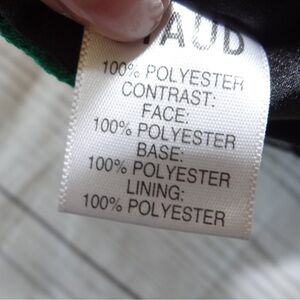 100% POLYESTER
CONTRAST:
FACE:
100% POLYESTER
BASE:
100% POLYESTER
LINING:
100% POLYESTER